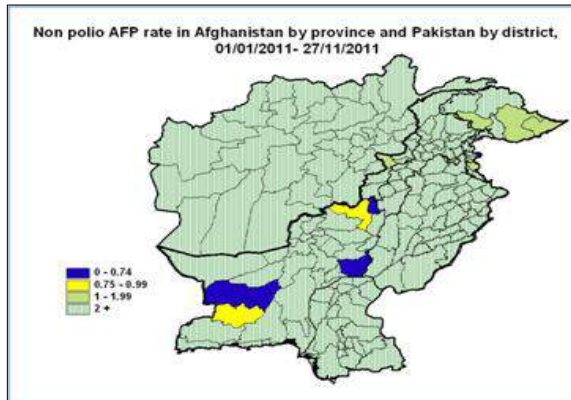 Non polio AFP rate in Afghanistan by province and Pakistan by district,
01/01/2011- 27/11/2011
0 - 0.74
0.75 - 0.99
1 - 1.99
2 +